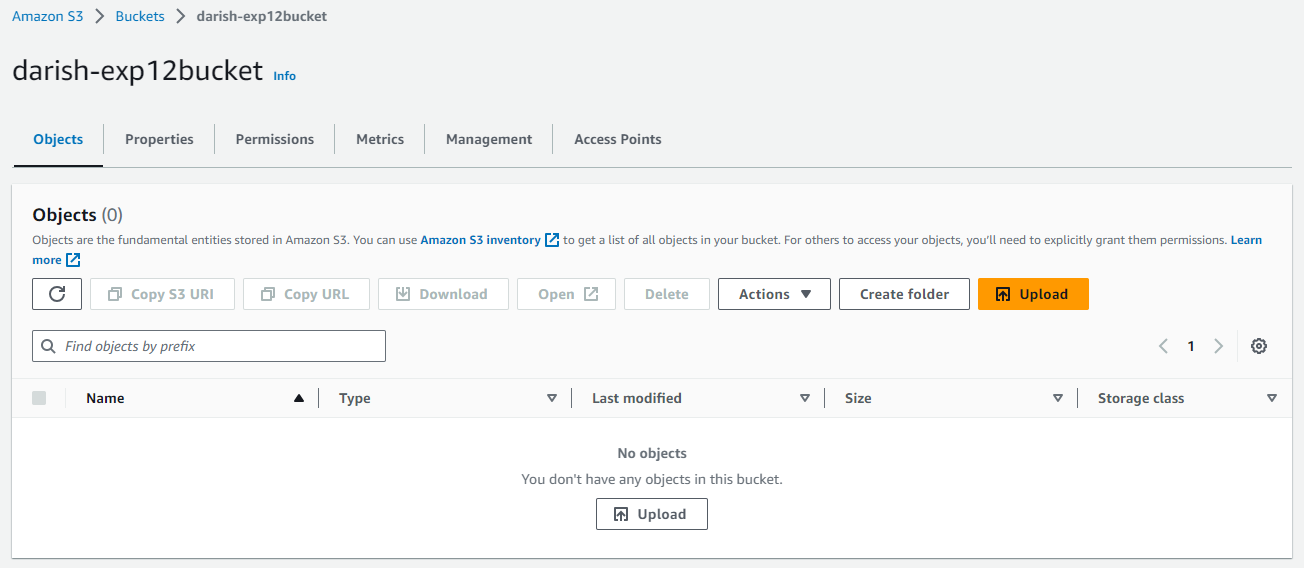 Amazon S3 > Buckets > darish-exp12bucket
darish-exp12bucket Info
Objects Properties Permissions Metrics Management Access Points
Objects (0)
Objects are the fundamental entities stored in Amazon S3. You can use Amazon S3 inventory to get a list of all objects in your bucket. For others to access your objects, you'll need to explicitly grant them permissions. Learn
more
Copy S3 URI Copy URL Download Open Delete Actions Create folder Upload
Find objects by prefix 1
Name Type Last modified Size Storage class
No objects
You don't have any objects in this bucket.
Upload